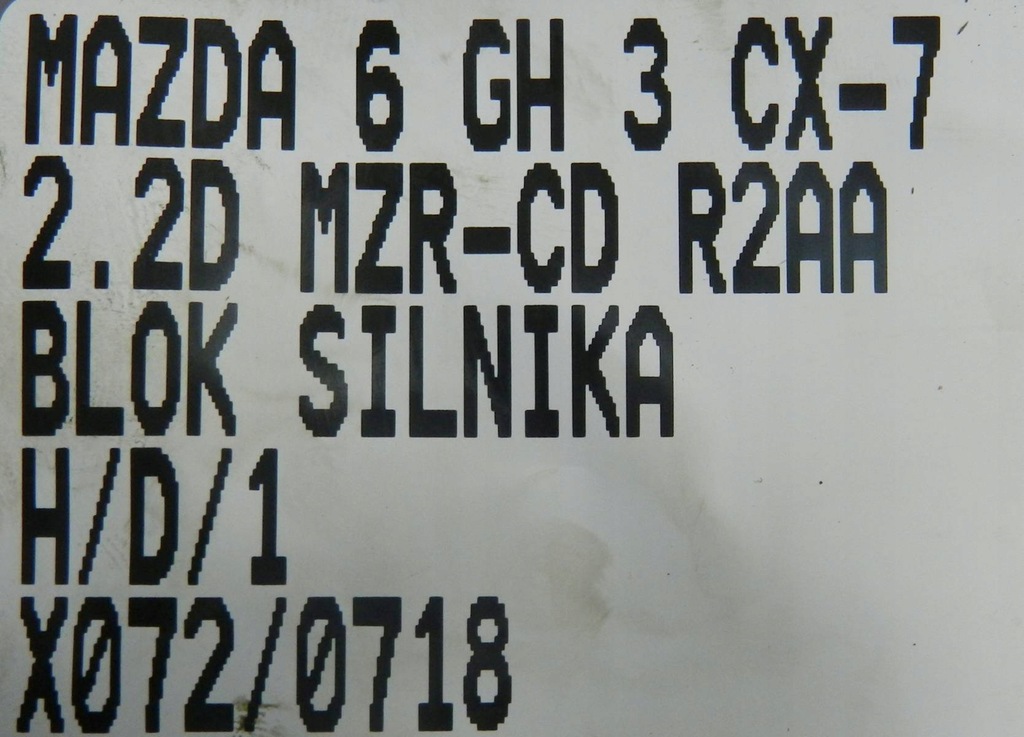 MAZDA 6 GH 3 CX-7
2.2D MZR-CD R2AA
BLOK SILNIKA
H/D/1
X072/0718